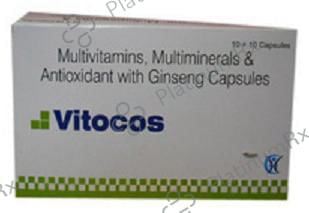 10 × 10 Capsules
Multivitamins, Multiminerals &
Antioxidant with Ginseng Capsules
Vitocos